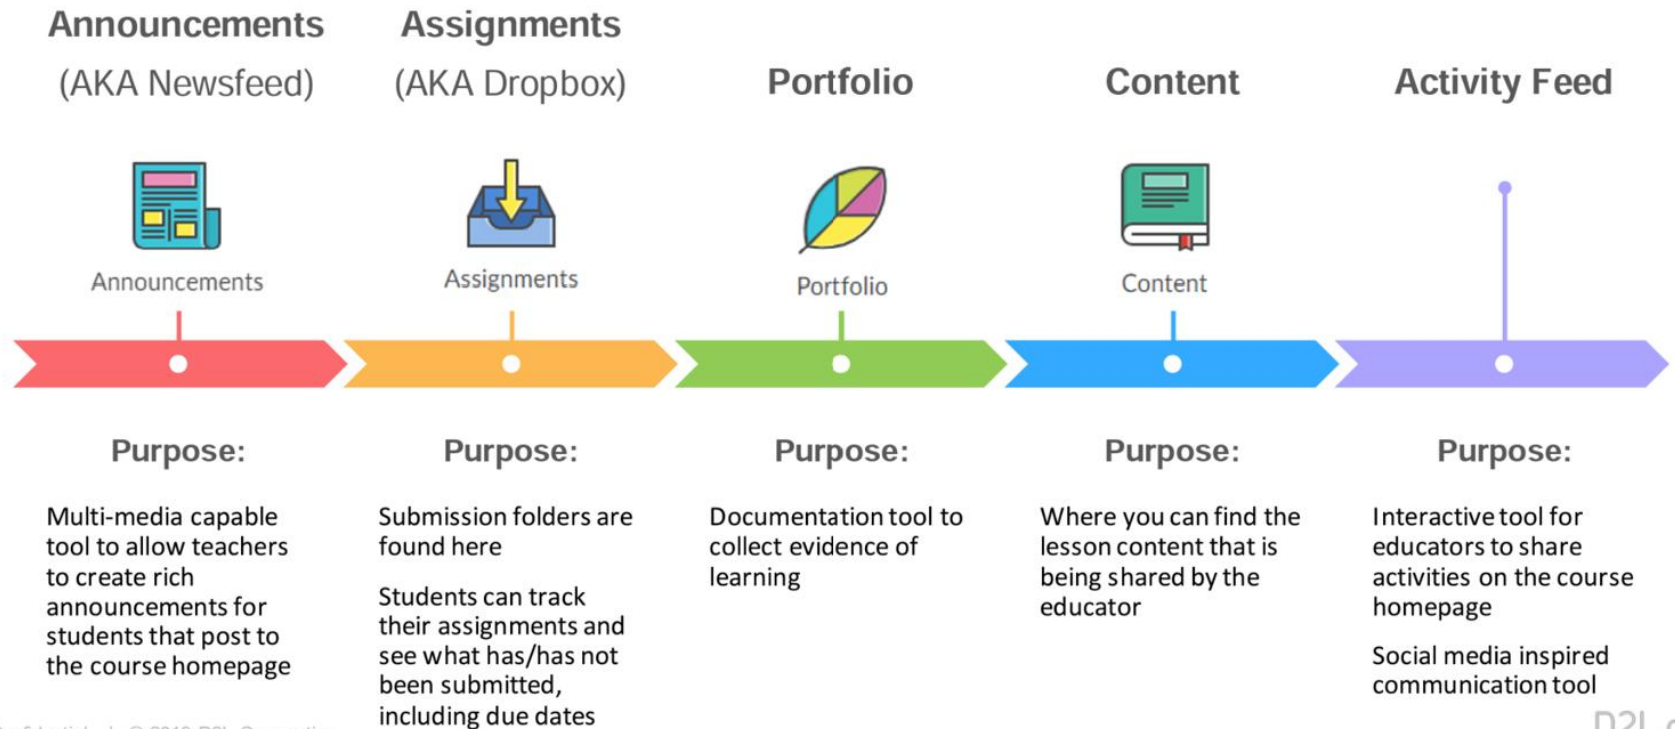 Announcements
(AKA Newsfeed)
Assignments
(AKA Dropbox)
Portfolio
Content
Activity Feed
Announcements
Assignments
Portfolio
Content
Purpose:
Multi-media capable
tool to allow teachers
to create rich
announcements for
students that post to
the course homepage
Purpose:
Submission folders are
found here
Students can track
their assignments and
see what has/has not
been submitted,
including due dates
Purpose:
Documentation tool to
collect evidence of
learning
Purpose:
Where you can find the
lesson content that is
being shared by the
educator
Purpose:
Interactive tool for
educators to share
activities on the course
homepage
Social media inspired
communication tool
D2L